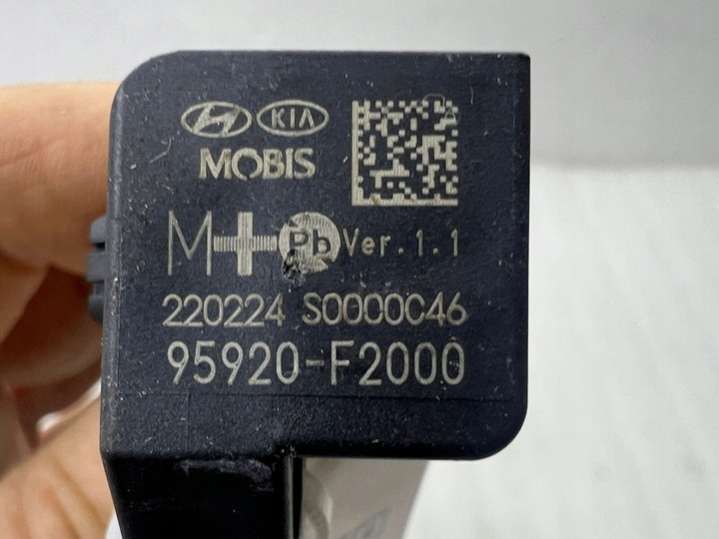 KIA
MOBIS
M+ Pb Ver.1.1
220224 S0000C46
95920-F2000